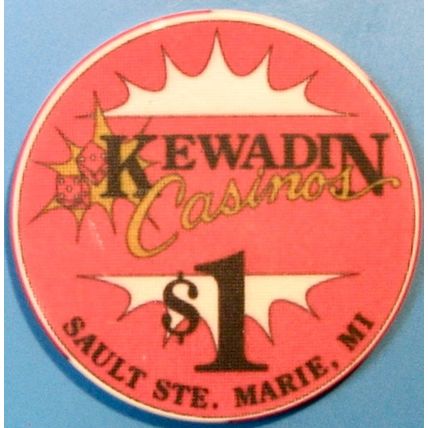 KEWADIN
Casinos
$1
SAULT STE. MARIE, MI